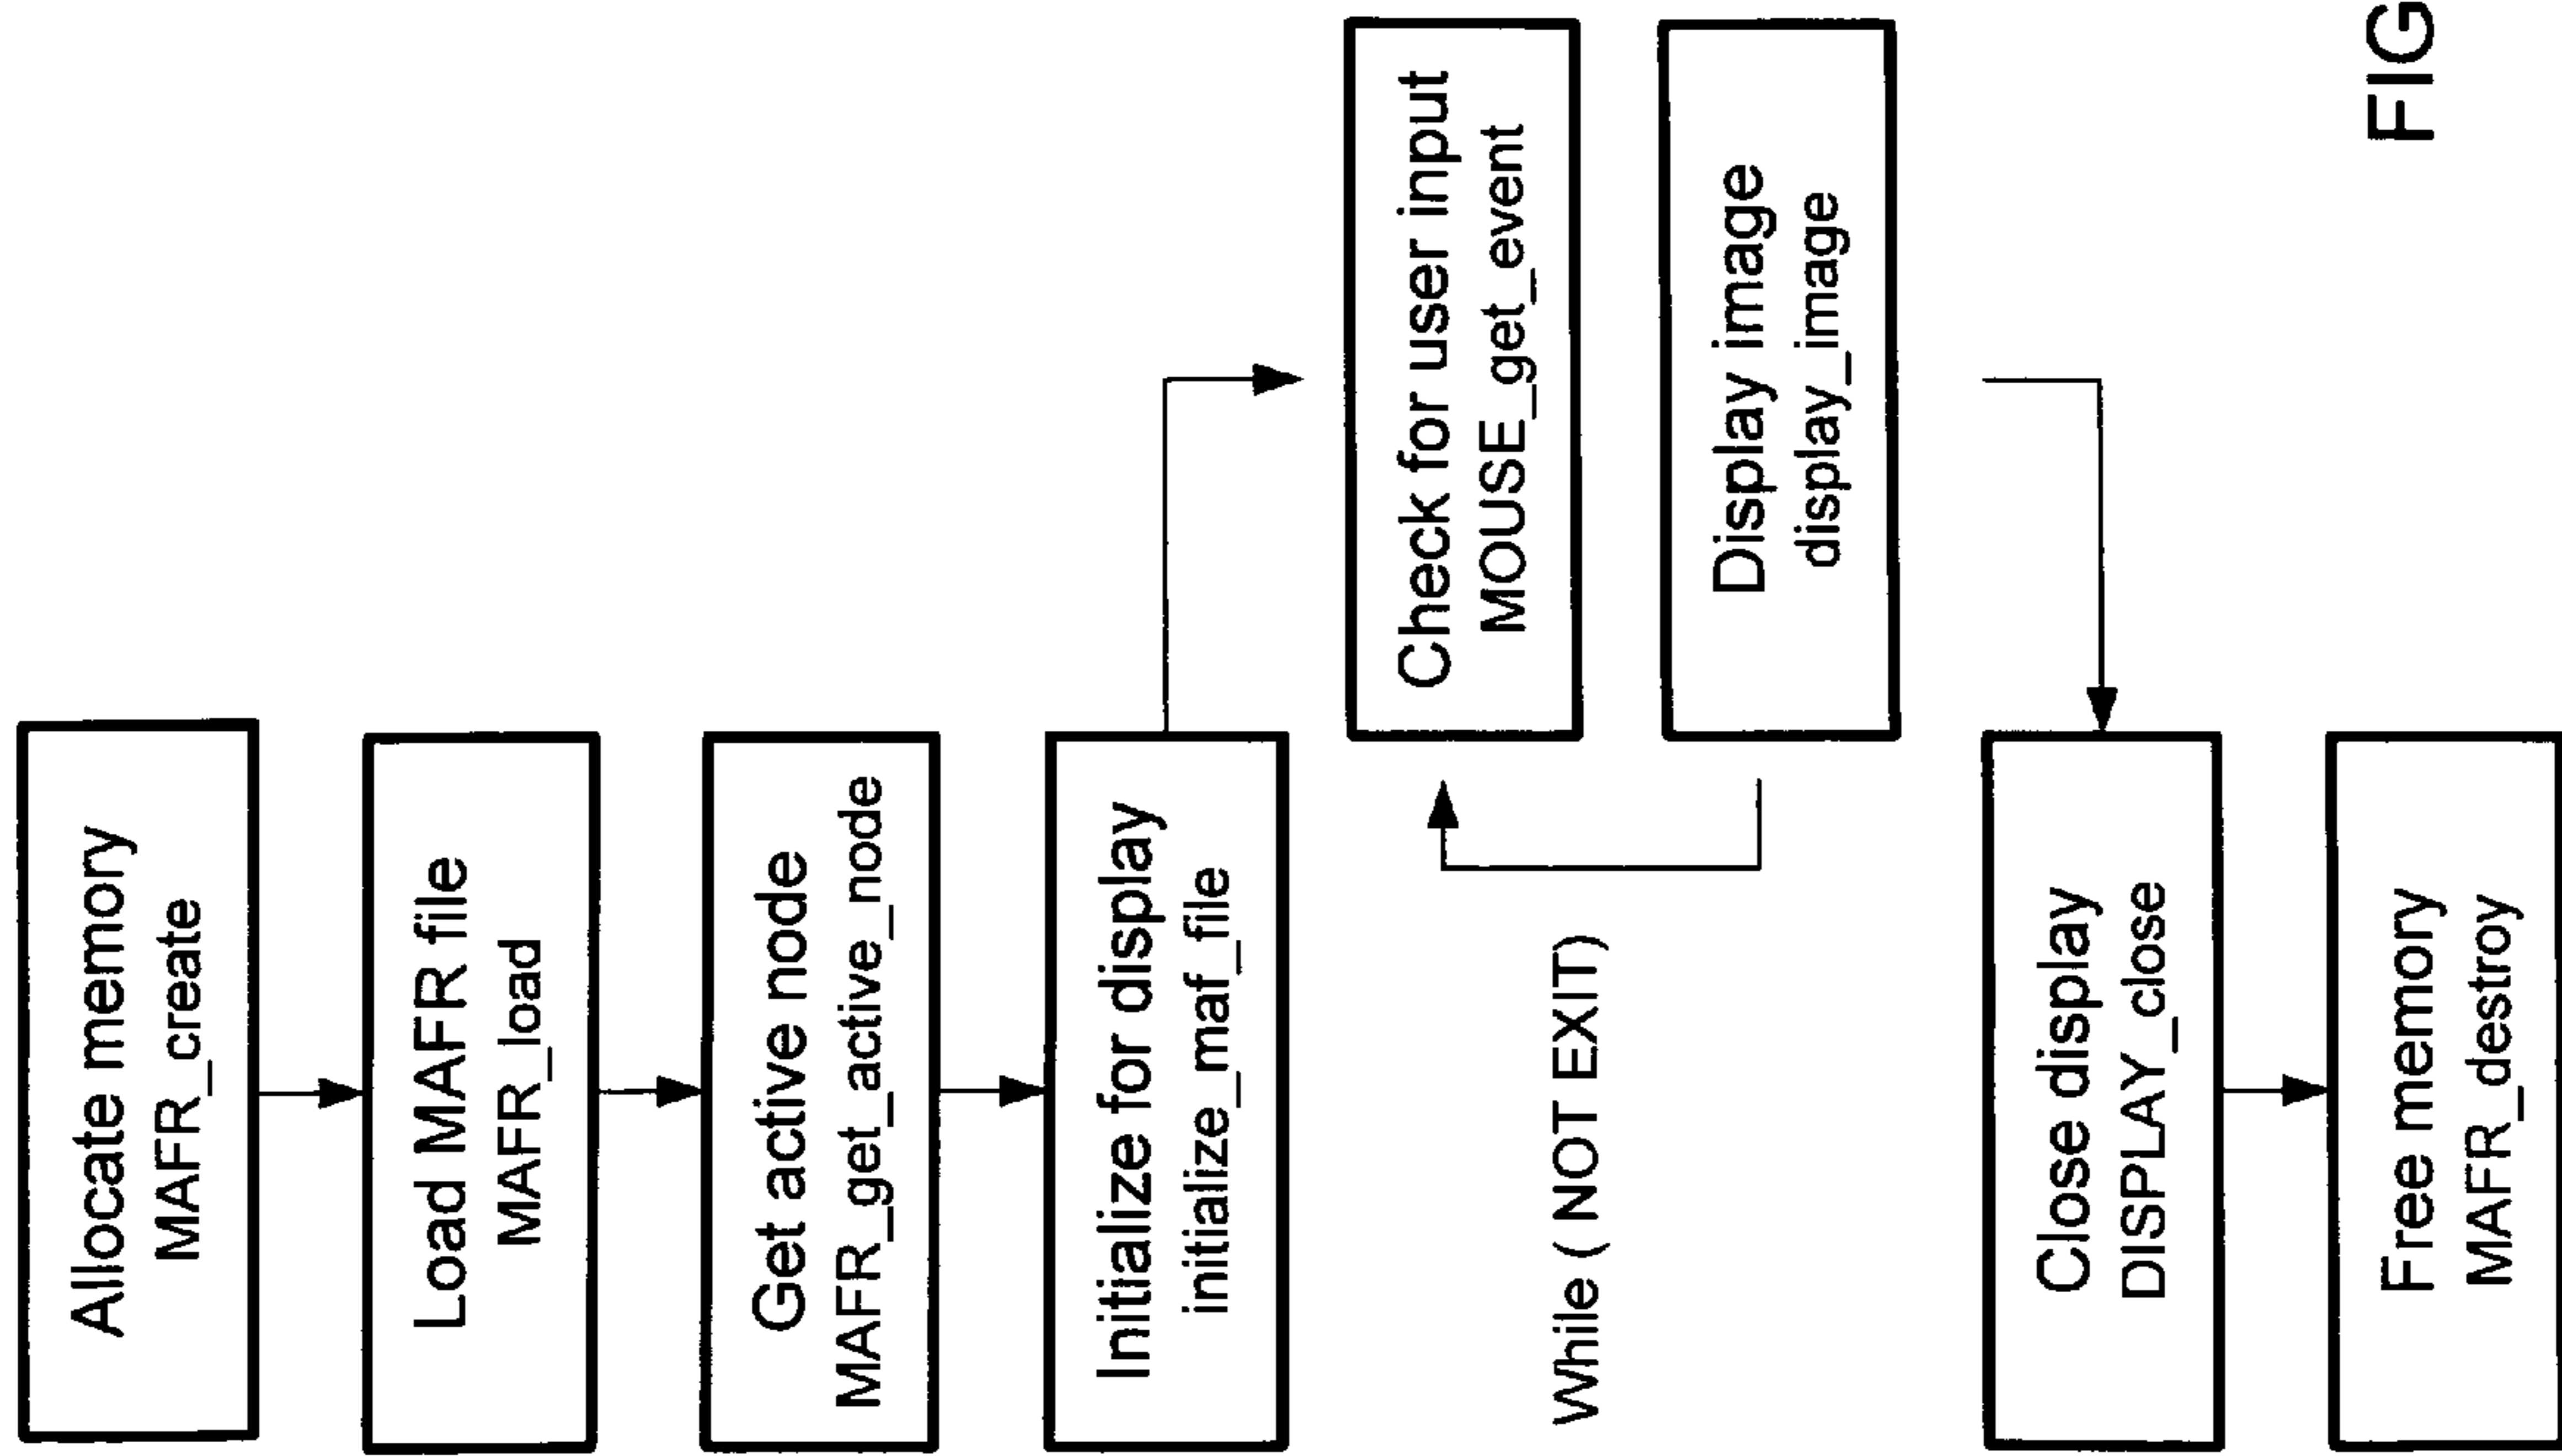 Allocate memory
MAFR_create
Load MAFR file
MAFR_load
Get active node
MAFR_get_active_node
Initialize for display
initialize_maf_file
Check for user input
MOUSE_get_event
While ( NOT EXIT)
Display image
display_image
Close display
DISPLAY_close
Free memory
MAFR_destroy
FIG